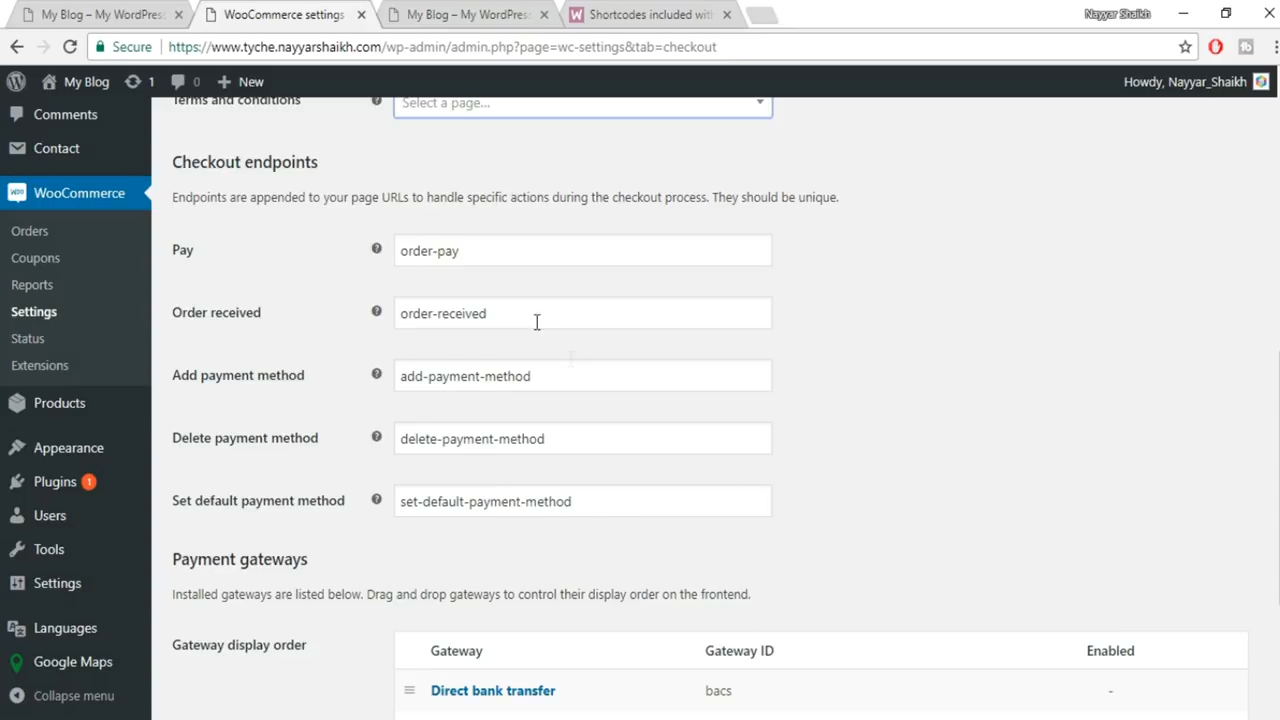 My Blog – My WordPres
WooCommerce settings
My Blog – My WordPres
Shortcodes included wit
Nayyar Shaikh
Secure
https://www.tyche.nayyarshaikh.com/wp-admin/admin.php?page=wc-settings&tab=checkout
My Blog
1
0
New
Howdy, Nayyar_Shaikh
Comments
Contact
WooCommerce
Orders
Coupons
Reports
Settings
Status
Extensions
Products
Appearance
Plugins 1
Users
Tools
Settings
Languages
Google Maps
Collapse menu
Terms and conditions
Select a page...
Checkout endpoints
Endpoints are appended to your page URLs to handle specific actions during the checkout process. They should be unique.
Pay
order-pay
Order received
order-received
Add payment method
add-payment-method
Delete payment method
delete-payment-method
Set default payment method
set-default-payment-method
Payment gateways
Installed gateways are listed below. Drag and drop gateways to control their display order on the frontend.
Gateway display order
Gateway
Gateway ID
Enabled
Direct bank transfer
bacs
-